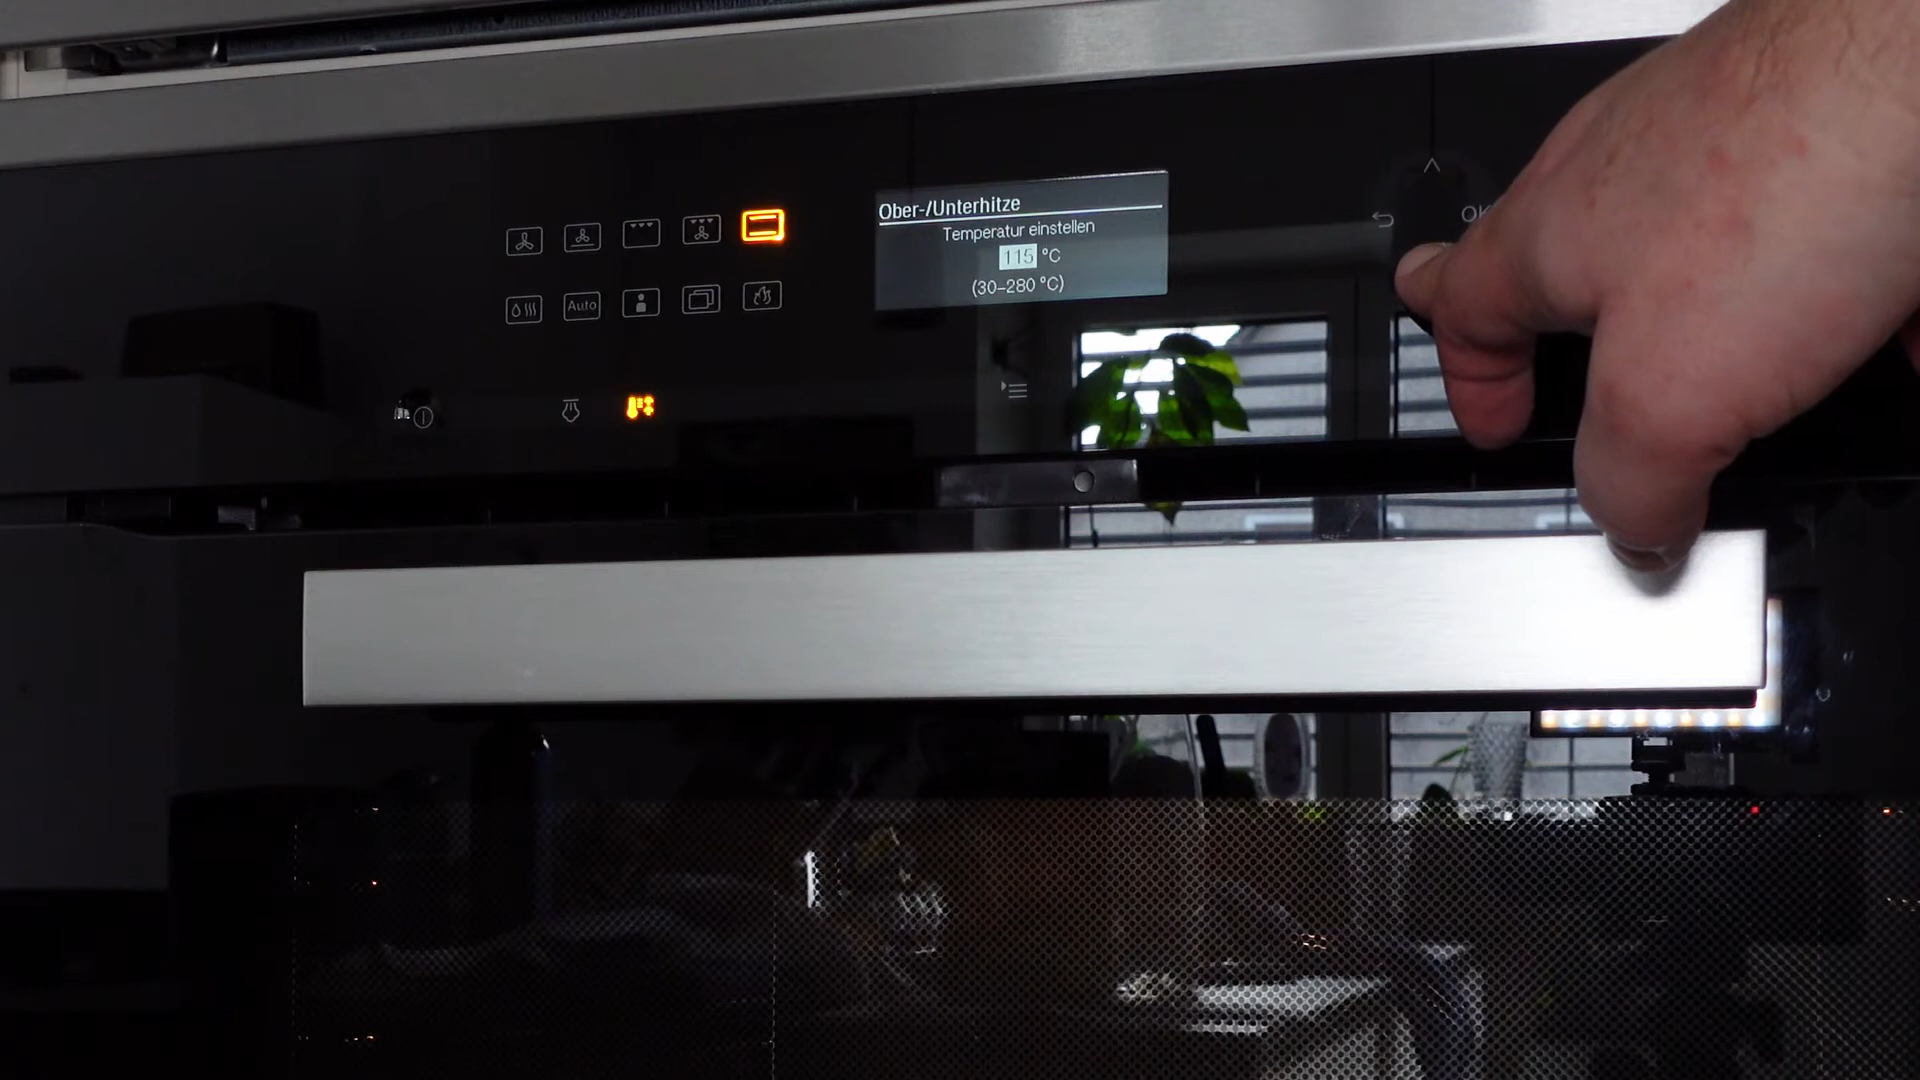 Ober-/Unterhitze
Temperatur einstellen
115 °C
(30–280 °C)
OK
Auto